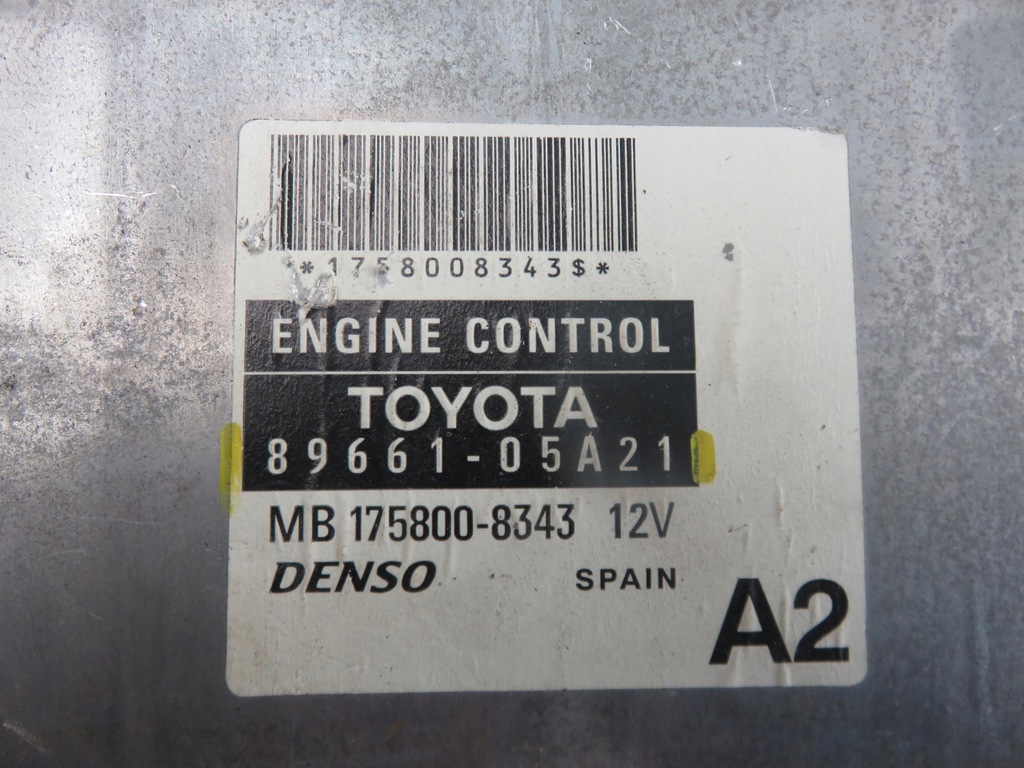 *1758008343$*
ENGINE CONTROL
TOYOTA
89661-05A21
MB 175800-8343 12V
DENSO SPAIN
A2